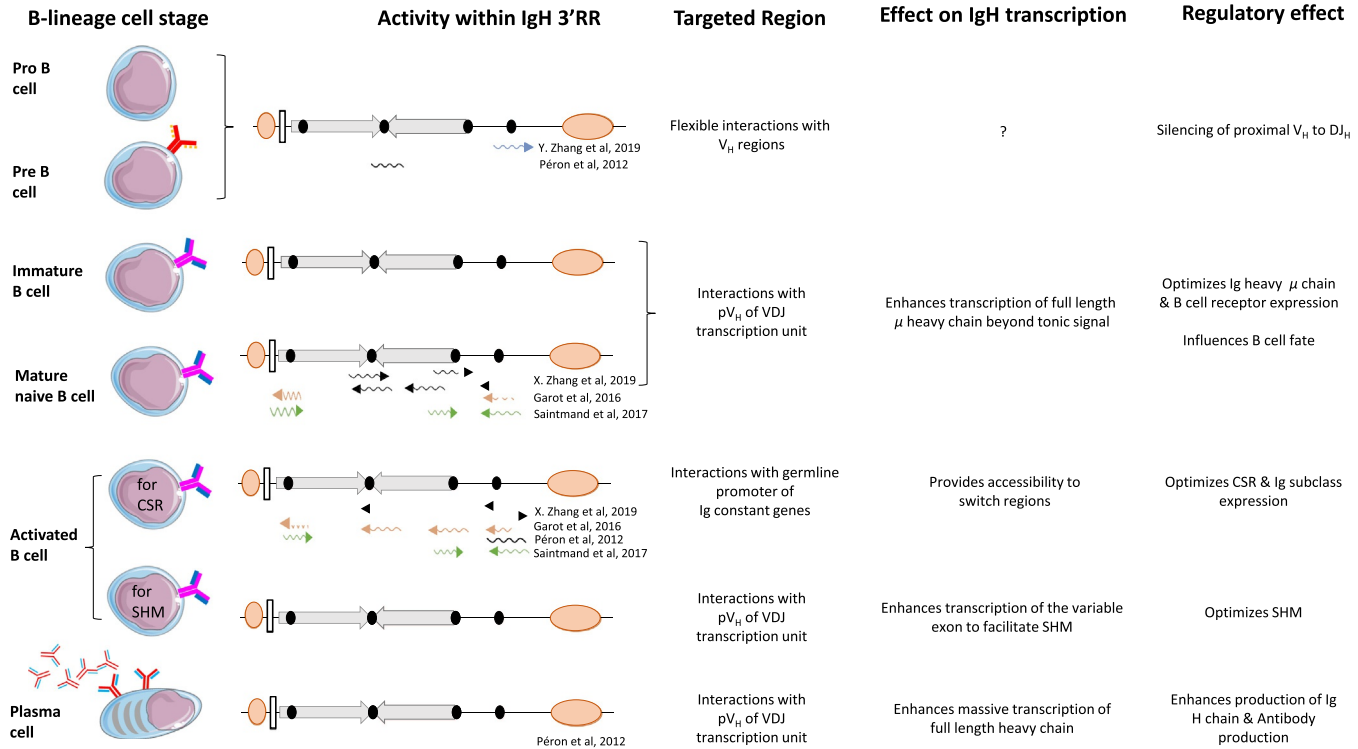 B-lineage cell stage
Activity within IgH 3’RR
Targeted Region
Effect on IgH transcription
Regulatory effect
Pro B
cell
Pre B
cell
Y. Zhang et al, 2019
Péron et al, 2012
Flexible interactions with
VH regions
?
Silencing of proximal VH to DJH
Immature
B cell
Mature
naive B cell
X. Zhang et al, 2019
Garot et al, 2016
Saintmand et al, 2017
Interactions with
pVH of VDJ
transcription unit
Enhances transcription of full length
μ heavy chain beyond tonic signal
Optimizes Ig heavy μ chain
& B cell receptor expression
Influences B cell fate
Activated
B cell
for
CSR
X. Zhang et al, 2019
Garot et al, 2016
Péron et al, 2012
Saintmand et al, 2017
Interactions with germline
promoter of
Ig constant genes
Provides accessibility to
switch regions
Optimizes CSR & Ig subclass
expression
for
SHM
Interactions with
pVH of VDJ
transcription unit
Enhances transcription of the variable
exon to facilitate SHM
Optimizes SHM
Plasma
cell
Péron et al, 2012
Interactions with
pVH of VDJ
transcription unit
Enhances massive transcription of
full length heavy chain
Enhances production of Ig
H chain & Antibody
production